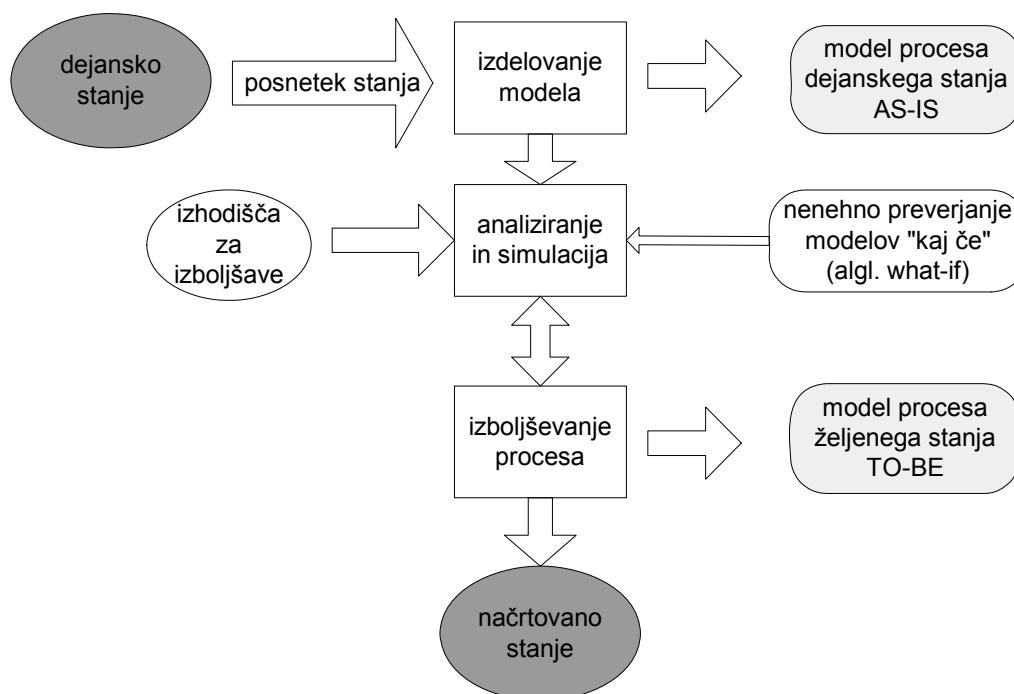 dejansko
stanje
posnetek stanja
izdelovanje
modela
model procesa
dejanskega stanja
AS-IS
izhodišča
za
izboljšave
analiziranje
in simulacija
nenehno preverjanje
modelov "kaj če"
(algl. what-if)
izboljševanje
procesa
model procesa
željenega stanja
TO-BE
načrtovano
stanje